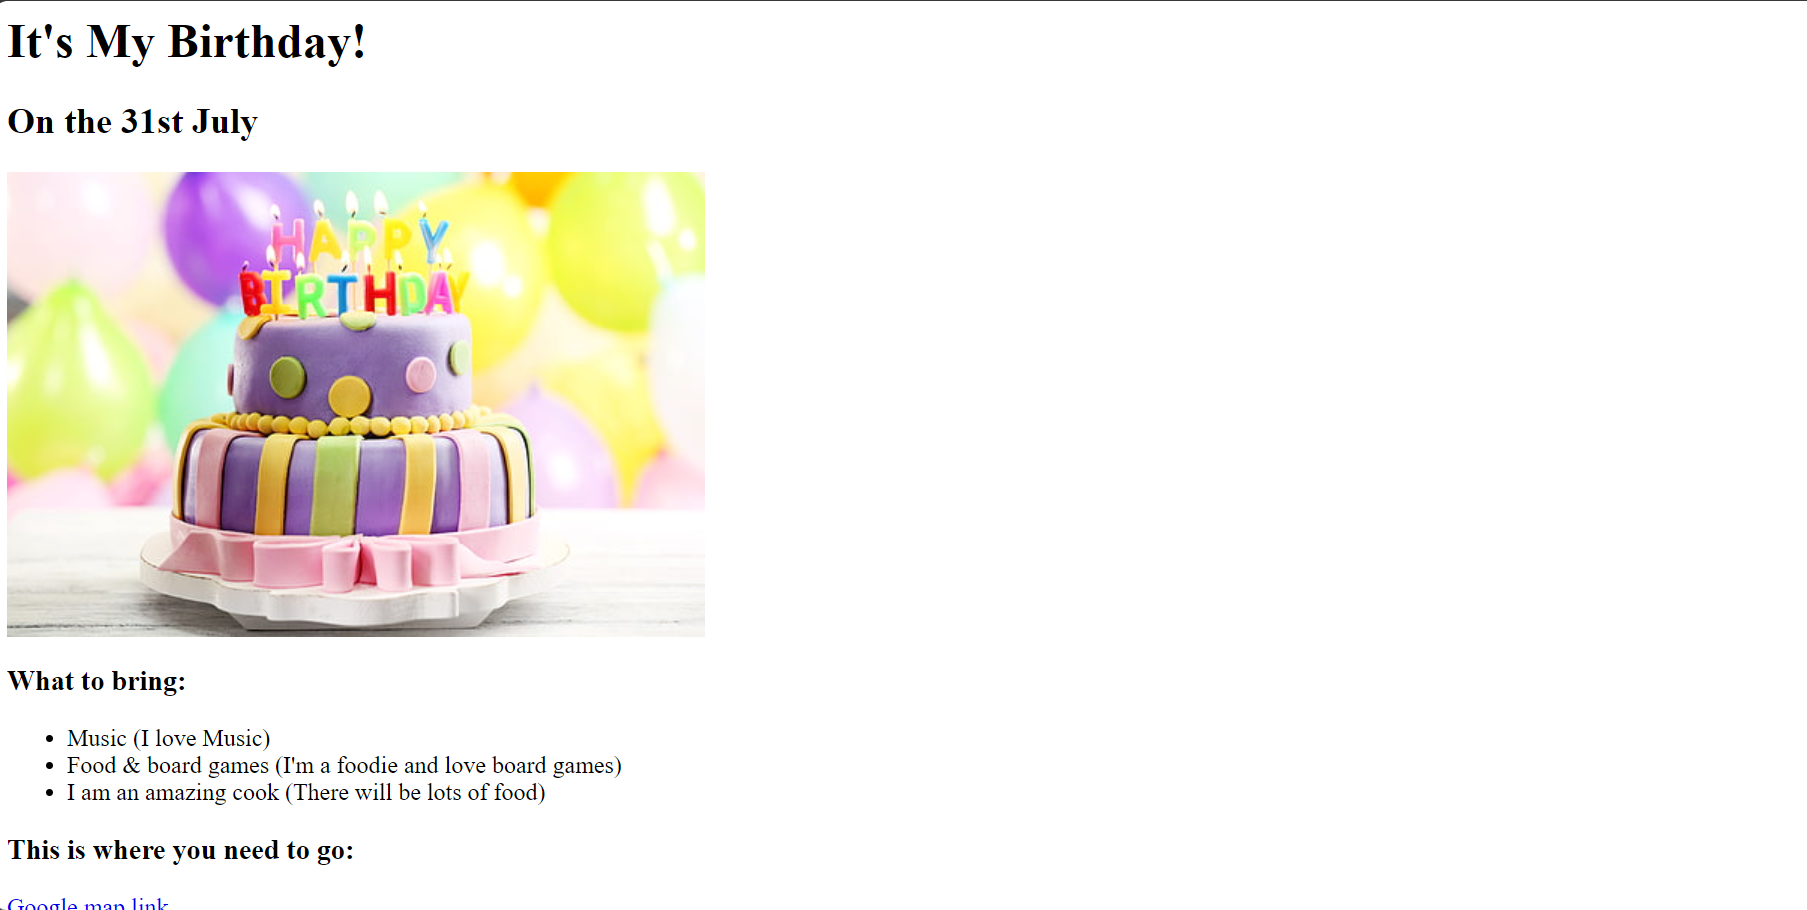 It's My Birthday!
On the 31st July
HAPPY
BIRTHDAY
What to bring:
Music (I love Music)
Food & board games (I'm a foodie and love board games)
I am an amazing cook (There will be lots of food)
This is where you need to go:
Google map link